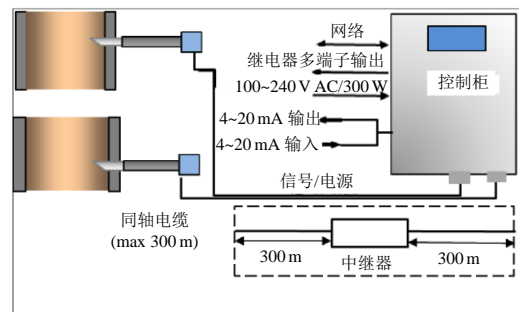 网络
继电器多端子输出
100~240 V AC/300 W
控制柜
4~20 mA 输出
4~20 mA 输入
信号/电源
同轴电缆
(max 300 m)
300 m
中继器
300 m